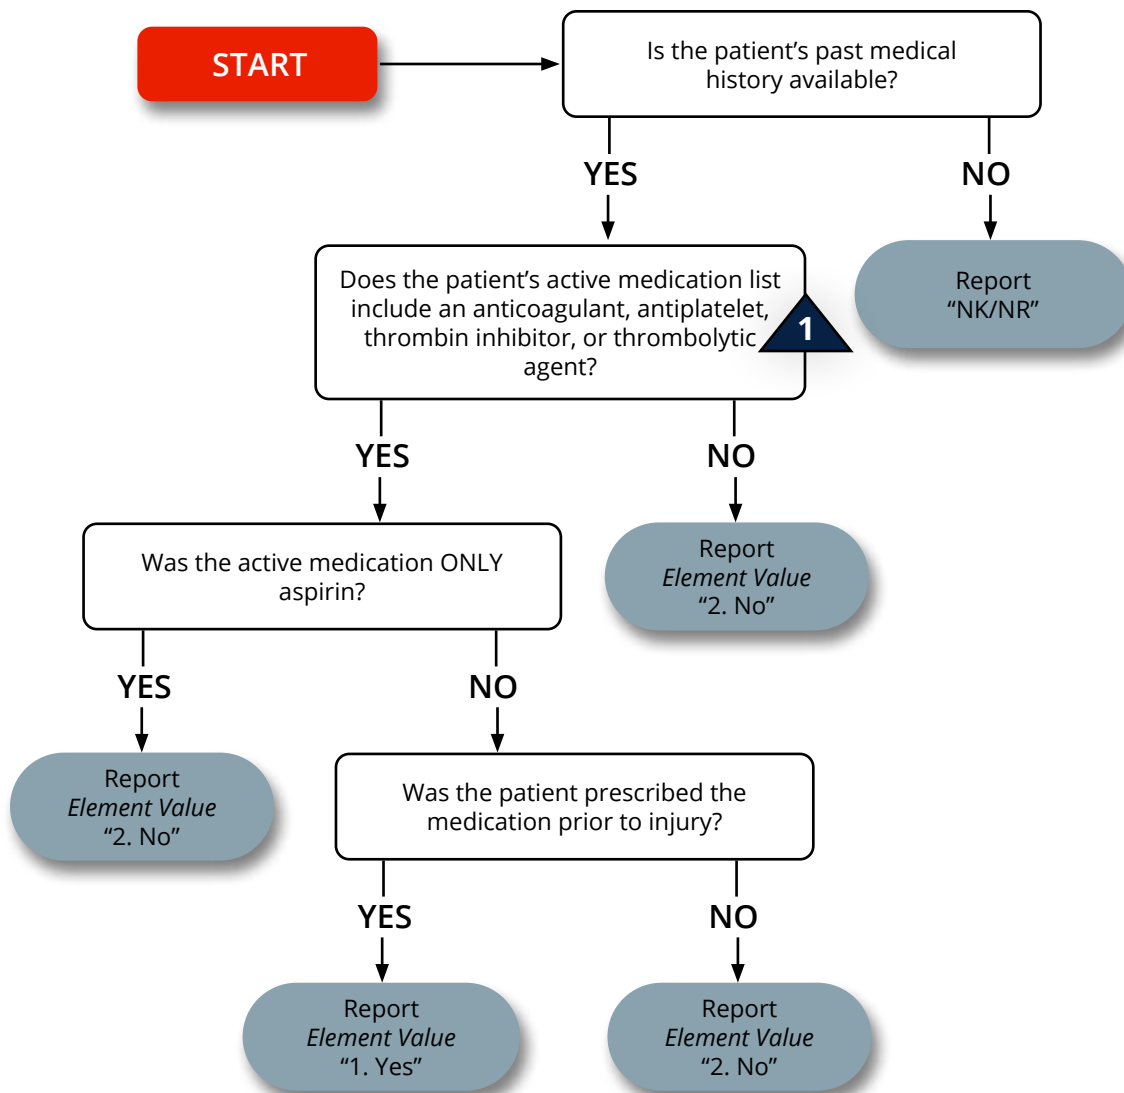 START
Is the patient’s past medical
history available?
YES
NO
Does the patient’s active medication list
include an anticoagulant, antiplatelet,
thrombin inhibitor, or thrombolytic
agent?
1
Report
“NK/NR”
YES
NO
Was the active medication ONLY
aspirin?
Report
Element Value
“2. No”
YES
NO
Report
Element Value
“2. No”
Was the patient prescribed the
medication prior to injury?
YES
NO
Report
Element Value
“1. Yes”
Report
Element Value
“2. No”